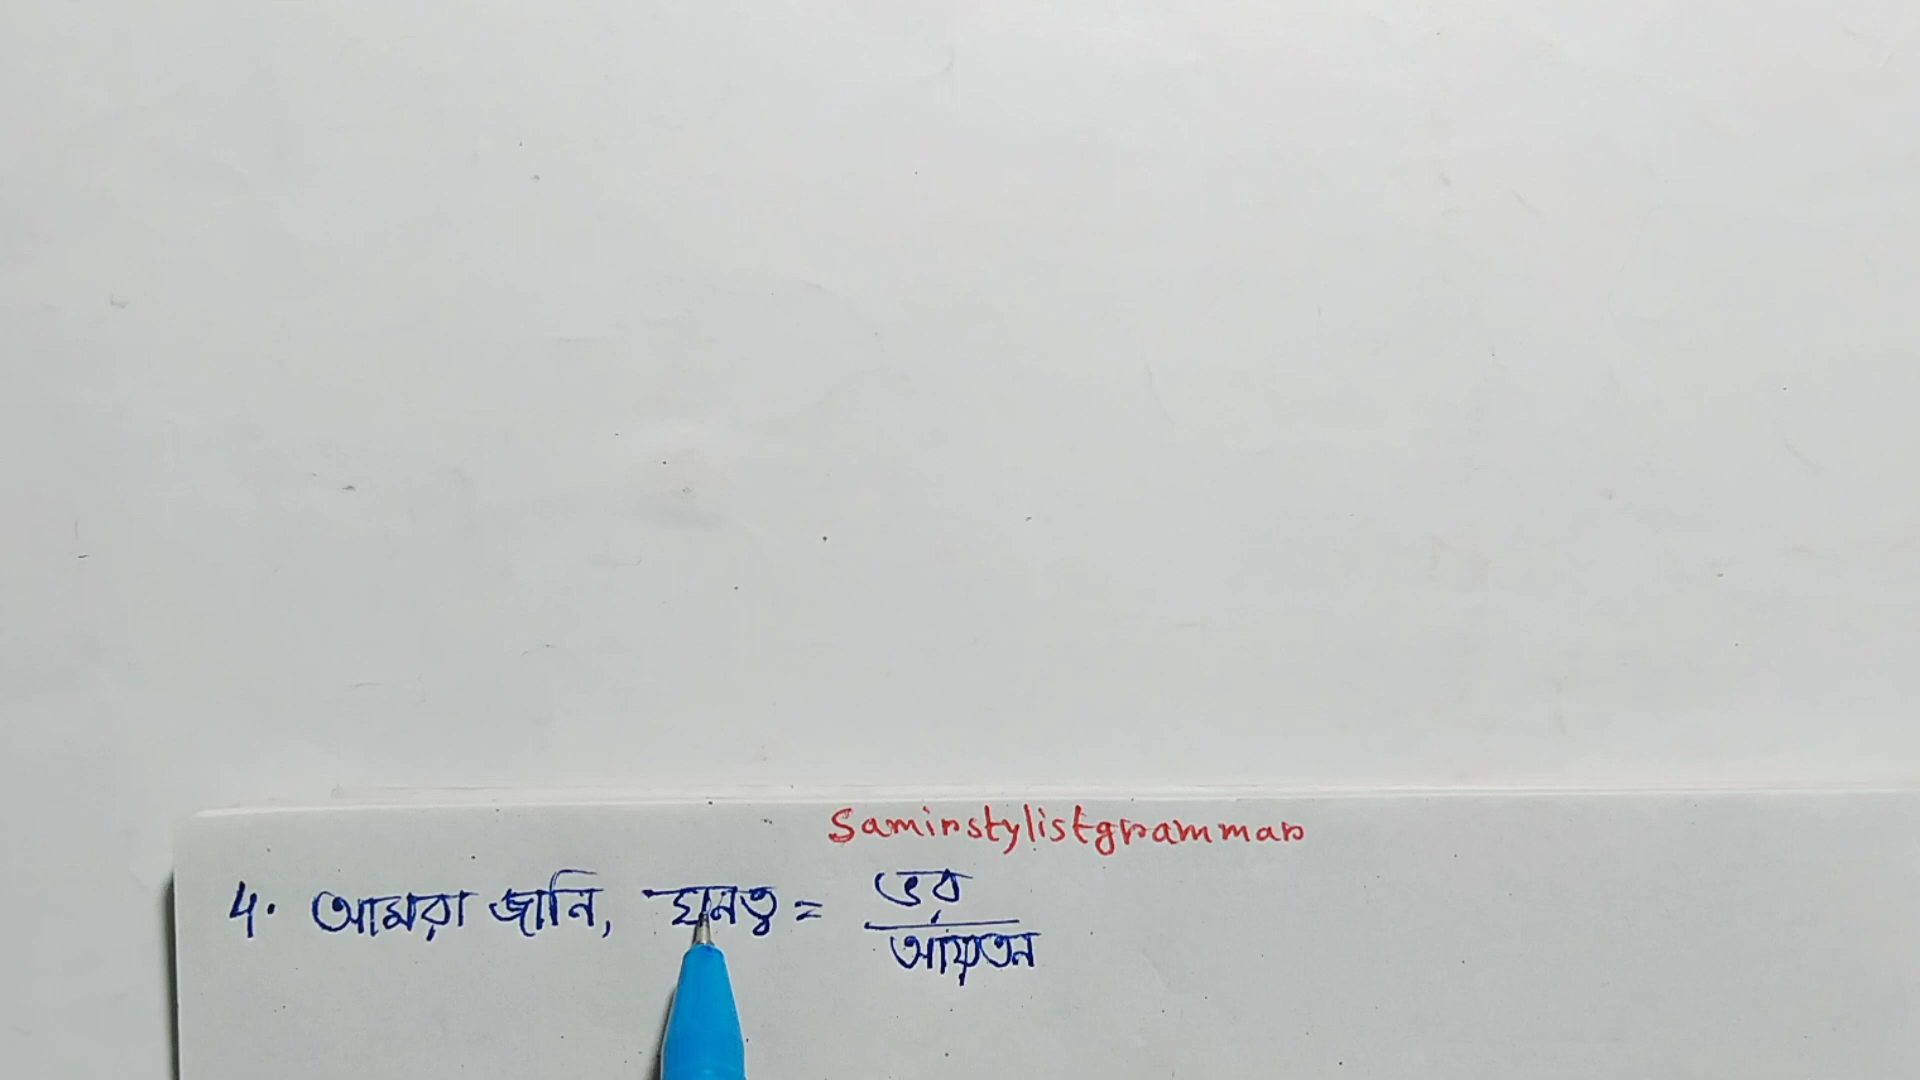 Saminstylistgrammar
4. আমরা জানি, ঘনত্ব = ভর
আয়তন